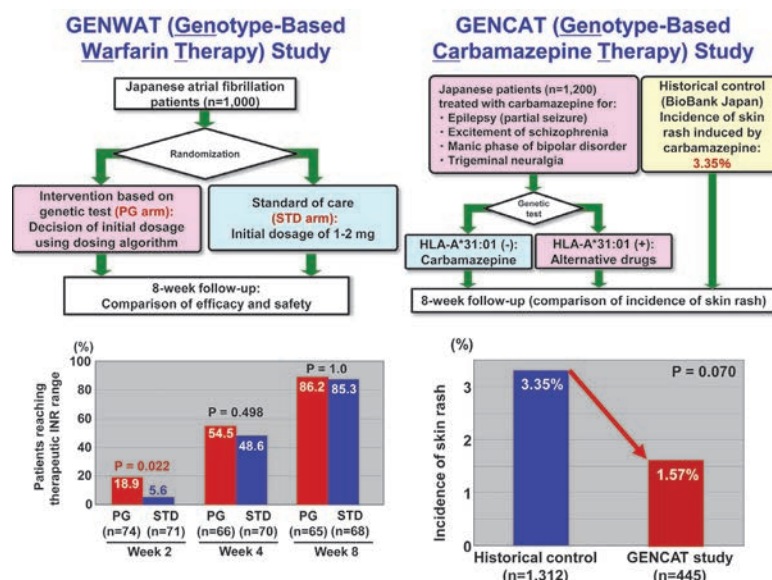 GENWAT (Genotype-Based
Warfarin Therapy) Study
Japanese atrial fibrillation
patients (n=1,000)
Randomization
Intervention based on
genetic test (PG arm):
Decision of initial dosage
using dosing algorithm
Standard of care
(STD arm):
Initial dosage of 1-2 mg
8-week follow-up:
Comparison of efficacy and safety
(%)
Patients reaching
therapeutic INR range
100
80
60
40
20
0
P = 0.022
18.9
5.6
P = 0.498
54.5
48.6
P = 1.0
86.2
85.3
PG STD PG STD PG STD
(n=74) (n=71) (n=66) (n=70) (n=65) (n=68)
Week 2 Week 4 Week 8
GENCAT (Genotype-Based
Carbamazepine Therapy) Study
Japanese patients (n=1,200)
treated with carbamazepine for:
· Epilepsy (partial seizure)
· Excitement of schizophrenia
· Manic phase of bipolar disorder
· Trigeminal neuralgia
Historical control
(BioBank Japan)
Incidence of skin
rash induced by
carbamazepine:
3.35%
Genetic
test
HLA-A*31:01 (-):
Carbamazepine
HLA-A*31:01 (+):
Alternative drugs
8-week follow-up (comparison of incidence of skin rash)
(%)
Incidence of skin rash
3
2
1
0
P = 0.070
3.35%
1.57%
Historical control GENCAT study
(n=1,312) (n=445)